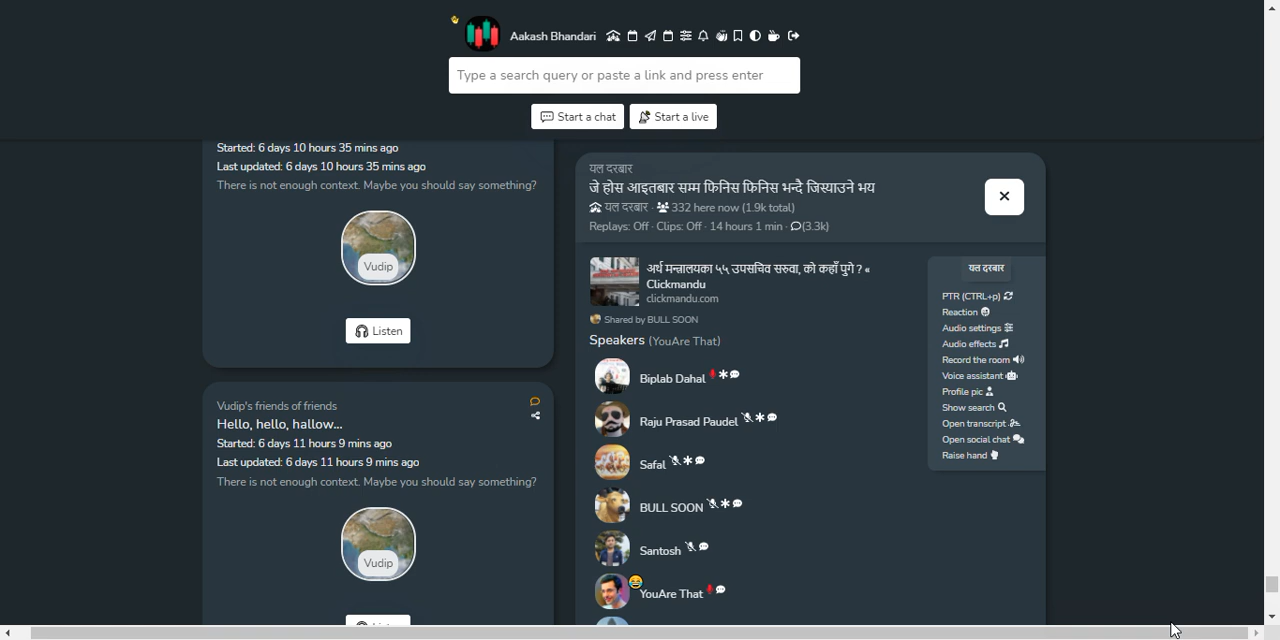 Aakash Bhandari
Type a search query or paste a link and press enter
Start a chat
Start a live
Started: 6 days 10 hours 35 mins ago
Last updated: 6 days 10 hours 35 mins ago
There is not enough context. Maybe you should say something?
Vudip
Listen
Vudip's friends of friends
Hello, hello, hallow...
Started: 6 days 11 hours 9 mins ago
Last updated: 6 days 11 hours 9 mins ago
There is not enough context. Maybe you should say something?
Vudip
यल दरबार
जे होस आइतबार सम्म फिनिस फिनिस भन्दै जिस्याउने भय
यल दरबार · 332 here now (1.9k total)
Replays: Off · Clips: Off · 14 hours 1 min · (3.3k)
अर्थ मन्त्रालयका ५५ उपसचिव सरुवा, को कहाँ पुगे ? «
Clickmandu
clickmandu.com
Shared by BULL SOON
Speakers (YouAre That)
Biplab Dahal
Raju Prasad Paudel
Safal
BULL SOON
Santosh
YouAre That
यल दरबार
PTR (CTRL+p)
Reaction
Audio settings
Audio effects
Record the room
Voice assistant
Profile pic
Show search
Open transcript
Open social chat
Raise hand